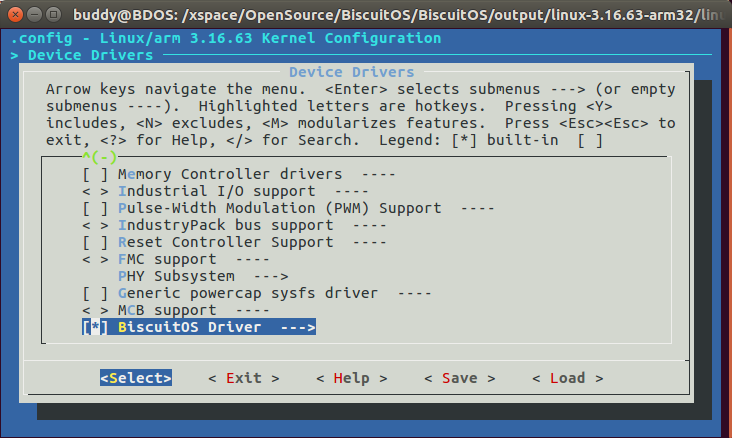 buddy@BDOS: /xspace/OpenSource/BiscuitOS/BiscuitOS/output/linux-3.16.63-arm32/linu
.config - Linux/arm 3.16.63 Kernel Configuration
> Device Drivers
Device Drivers
Arrow keys navigate the menu.  <Enter> selects submenus ---> (or empty
submenus ----).  Highlighted letters are hotkeys.  Pressing <Y>
includes, <N> excludes, <M> modularizes features.  Press <Esc><Esc> to
exit, <?> for Help, </> for Search.  Legend: [*] built-in  [ ]
^(-)
[ ] Memory Controller drivers  ----
< > Industrial I/O support  ----
[ ] Pulse-Width Modulation (PWM) Support  ----
< > IndustryPack bus support  ----
[ ] Reset Controller Support  ----
< > FMC support  ----
PHY Subsystem  --->
[ ] Generic powercap sysfs driver  ----
< > MCB support  ----
[*] BiscuitOS Driver  --->
<Select>    < Exit >    < Help >    < Save >    < Load >